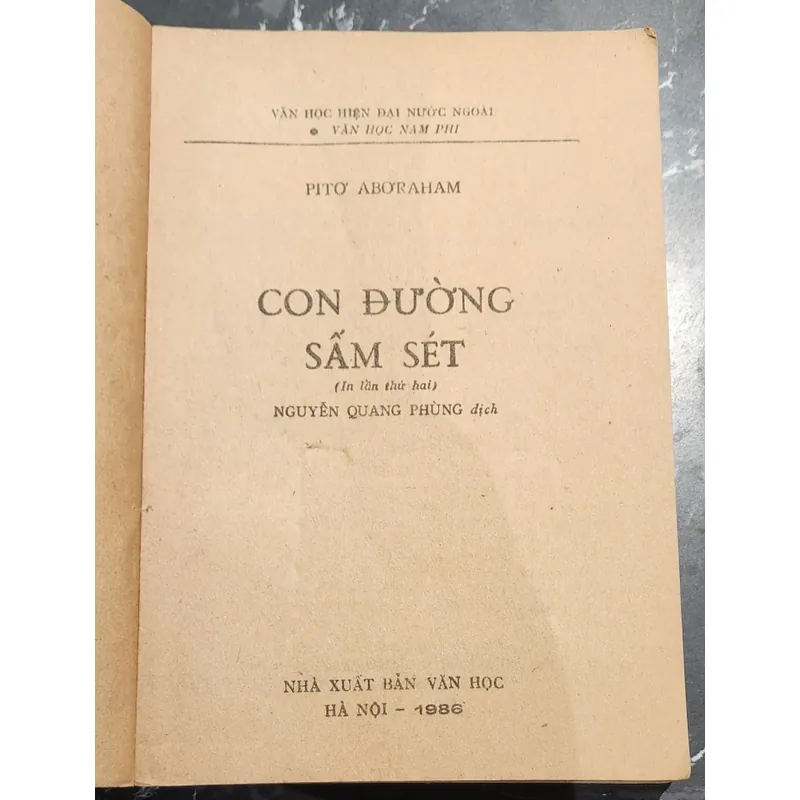 VĂN HỌC HIỆN ĐẠI NƯỚC NGOÀI
● VĂN HỌC NAM PHI
PITƠ ABƠRAHAM
CON ĐƯỜNG
SẤM SÉT
(In lần thứ hai)
NGUYỄN QUANG PHÙNG dịch
NHÀ XUẤT BẢN VĂN HỌC
HÀ NỘI – 1986